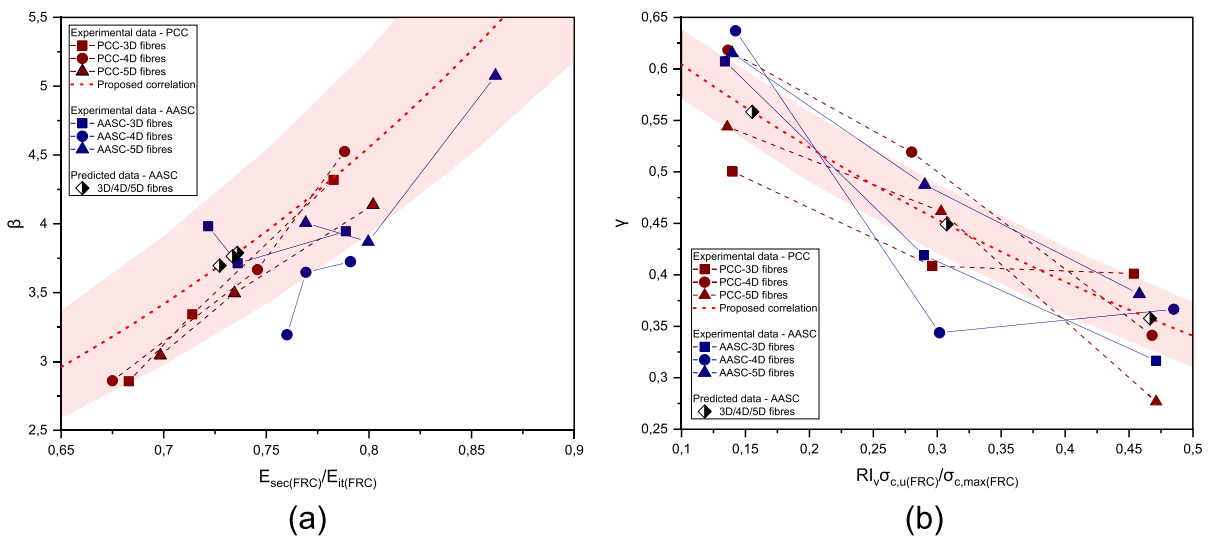 (a)
5,5
5
4,5
4
3,5
3
2,5
β
Experimental data - PCC
PCC-3D fibres
PCC-4D fibres
PCC-5D fibres
Proposed correlation
Experimental data - AASC
AASC-3D fibres
AASC-4D fibres
AASC-5D fibres
Predicted data - AASC
3D/4D/5D fibres
0,65 0,7 0,75 0,8 0,85 0,9
E_sec(FRC)/E_it(FRC)
(a)
(b)
0,65
0,6
0,55
0,5
0,45
0,4
0,35
0,3
0,25
γ
Experimental data - PCC
PCC-3D fibres
PCC-4D fibres
PCC-5D fibres
Proposed correlation
Experimental data - AASC
AASC-3D fibres
AASC-4D fibres
AASC-5D fibres
Predicted data - AASC
3D/4D/5D fibres
0,1 0,15 0,2 0,25 0,3 0,35 0,4 0,45 0,5
RI_vσ_c,u(FRC)/σ_c,max(FRC)
(b)